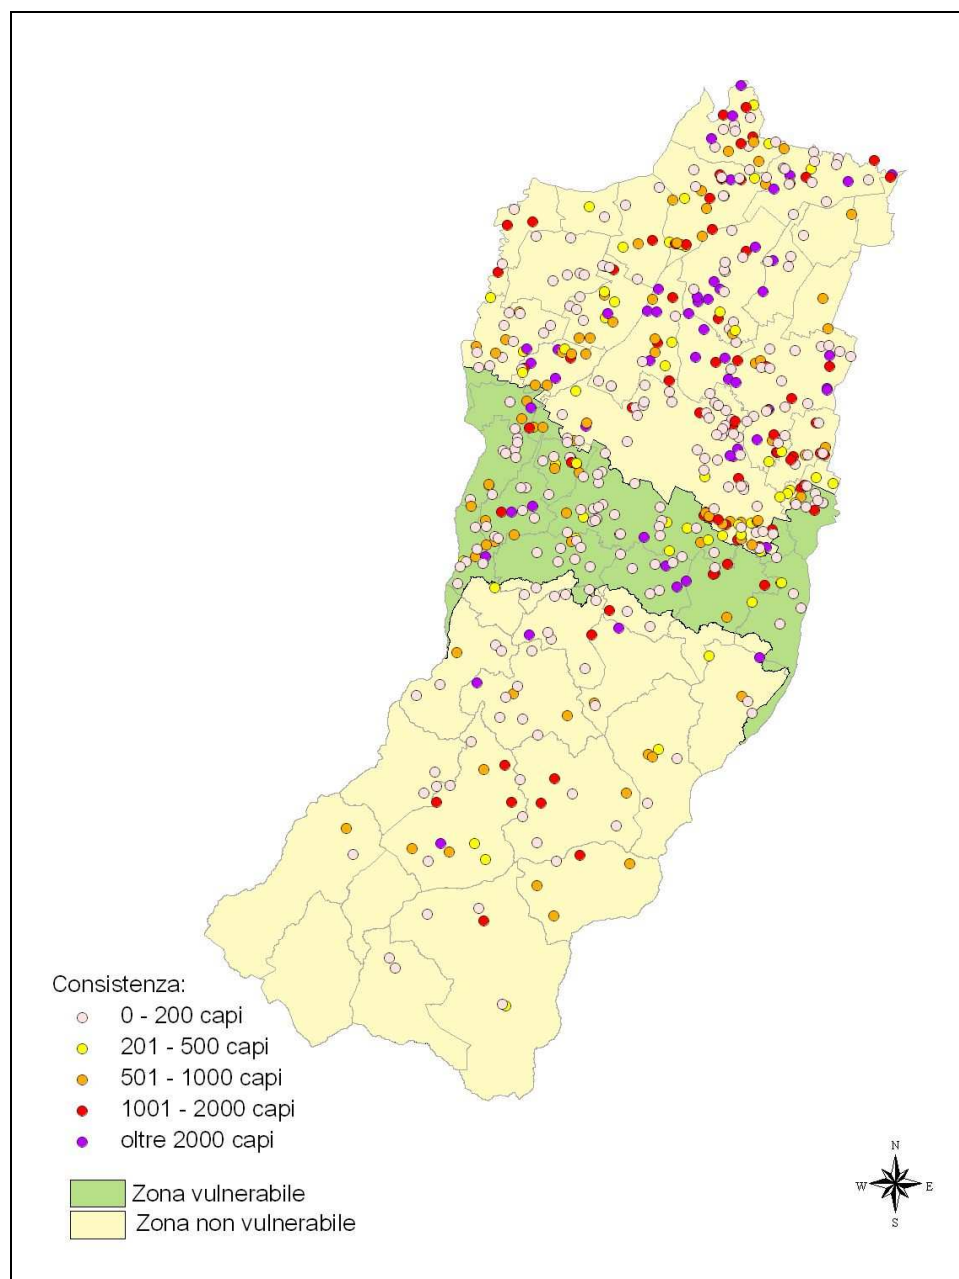 Consistenza:
0 - 200 capi
201 - 500 capi
501 - 1000 capi
1001 - 2000 capi
oltre 2000 capi
Zona vulnerabile
Zona non vulnerabile
N
W E
S